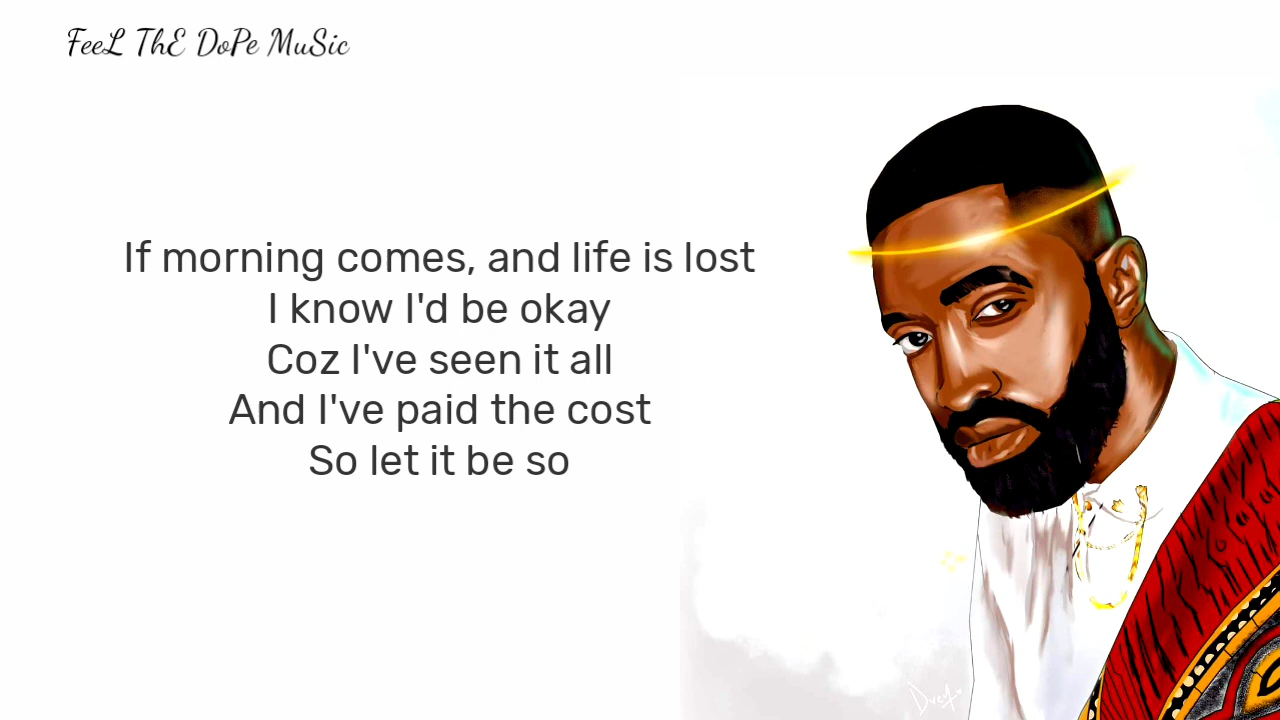 FeeL ThE DoPe MuSic
If morning comes, and life is lost
I know I'd be okay
Coz I've seen it all
And I've paid the cost
So let it be so